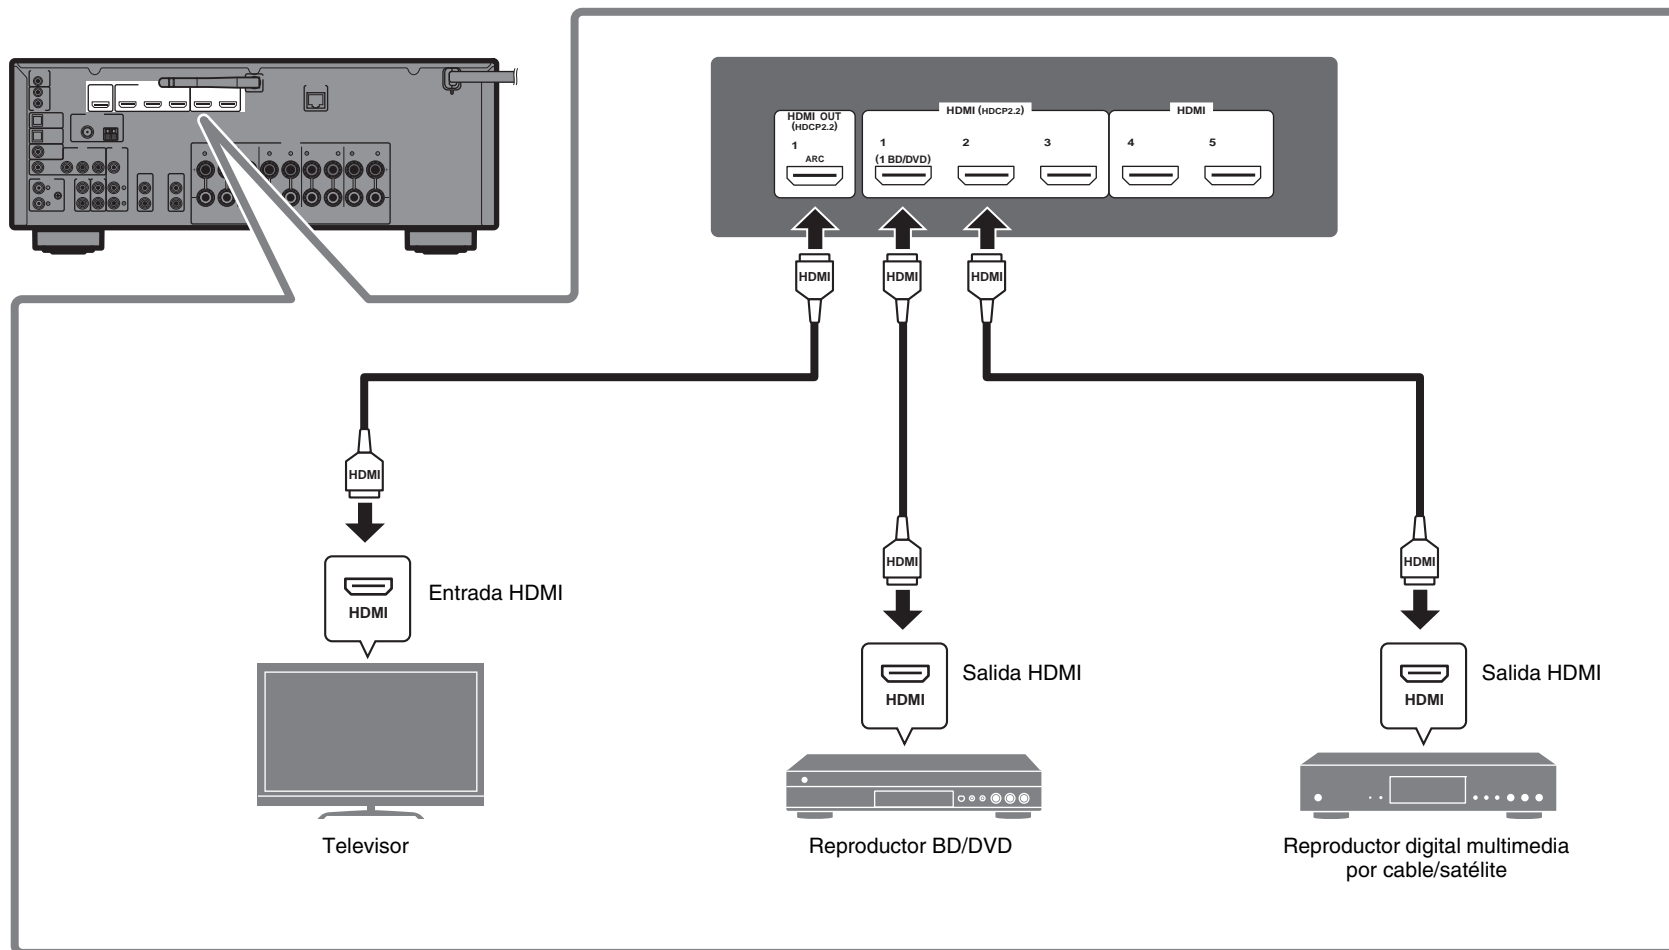 HDMI OUT
(HDCP2.2)
1
ARC
HDMI (HDCP2.2)
1
(1 BD/DVD)
2
3
HDMI
4
5
HDMI
HDMI
HDMI
HDMI
HDMI
HDMI
HDMI
Entrada HDMI
HDMI
Salida HDMI
HDMI
Salida HDMI
Televisor
Reproductor BD/DVD
Reproductor digital multimedia
por cable/satélite